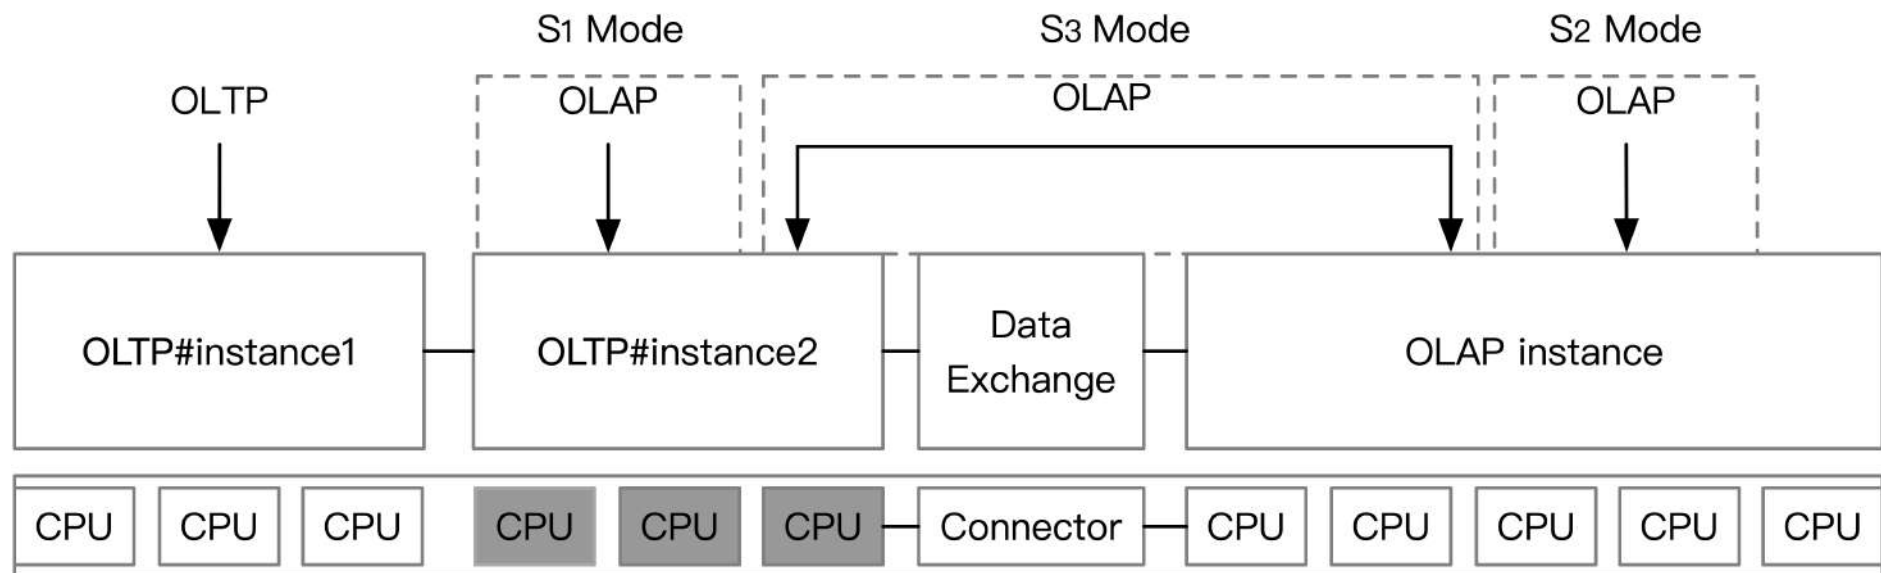 S1 Mode
S3 Mode
S2 Mode
OLTP
OLAP
OLAP
OLAP
OLTP#instance1
OLTP#instance2
Data
Exchange
OLAP instance
CPU
CPU
CPU
CPU
CPU
CPU
Connector
CPU
CPU
CPU
CPU
CPU